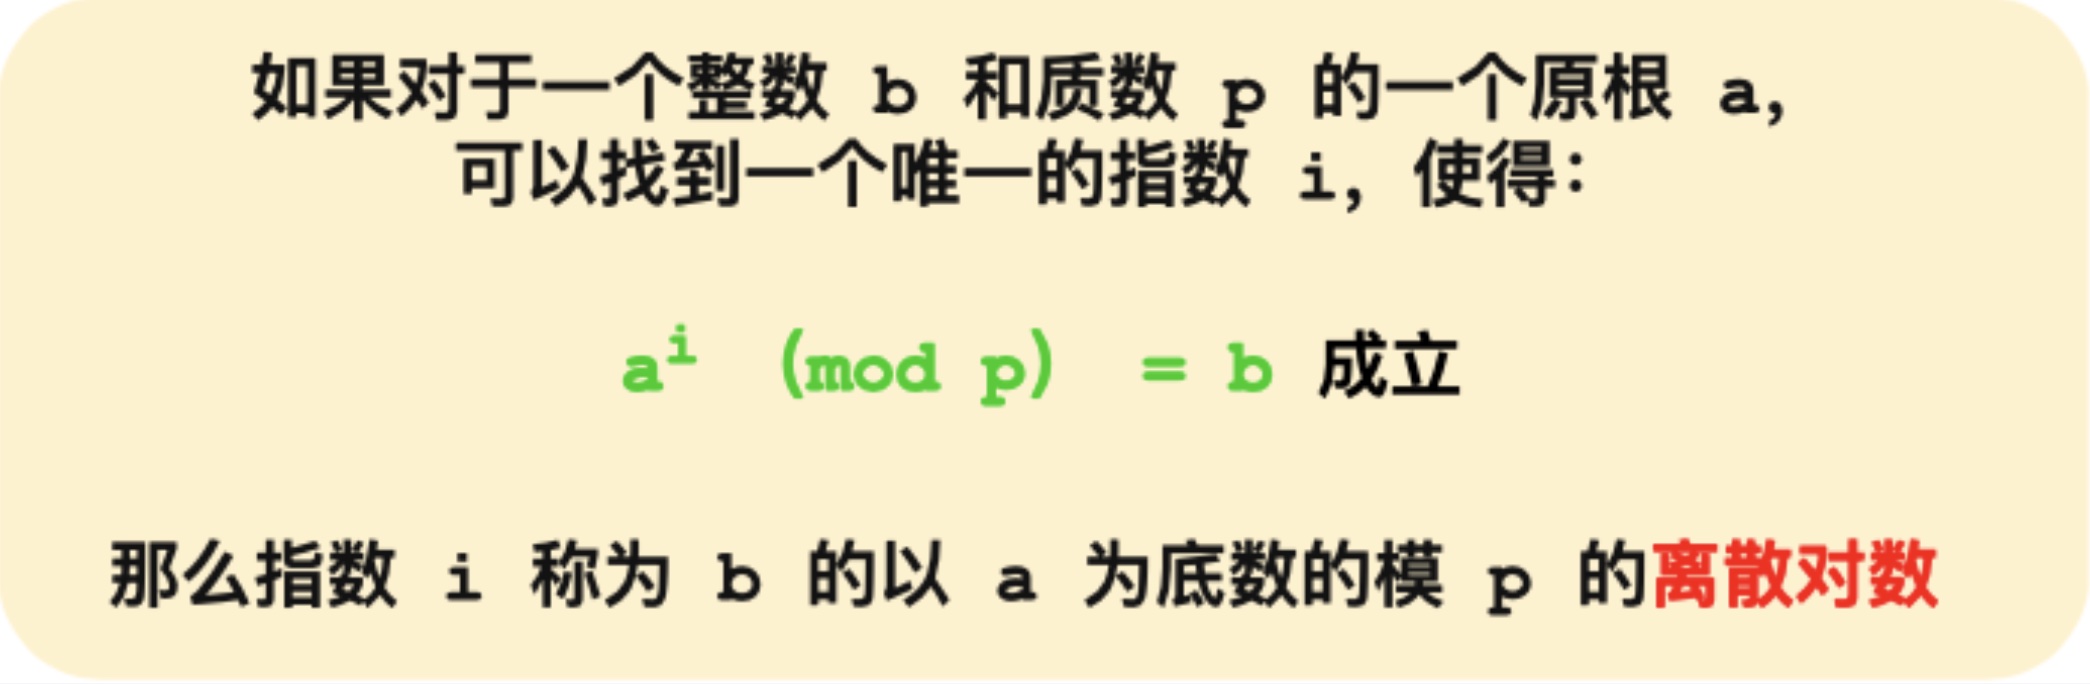 如果对于一个整数 b 和质数 p 的一个原根 a,
可以找到一个唯一的指数 i, 使得:
aⁱ (mod p) = b 成立
那么指数 i 称为 b 的以 a 为底数的模 p 的离散对数